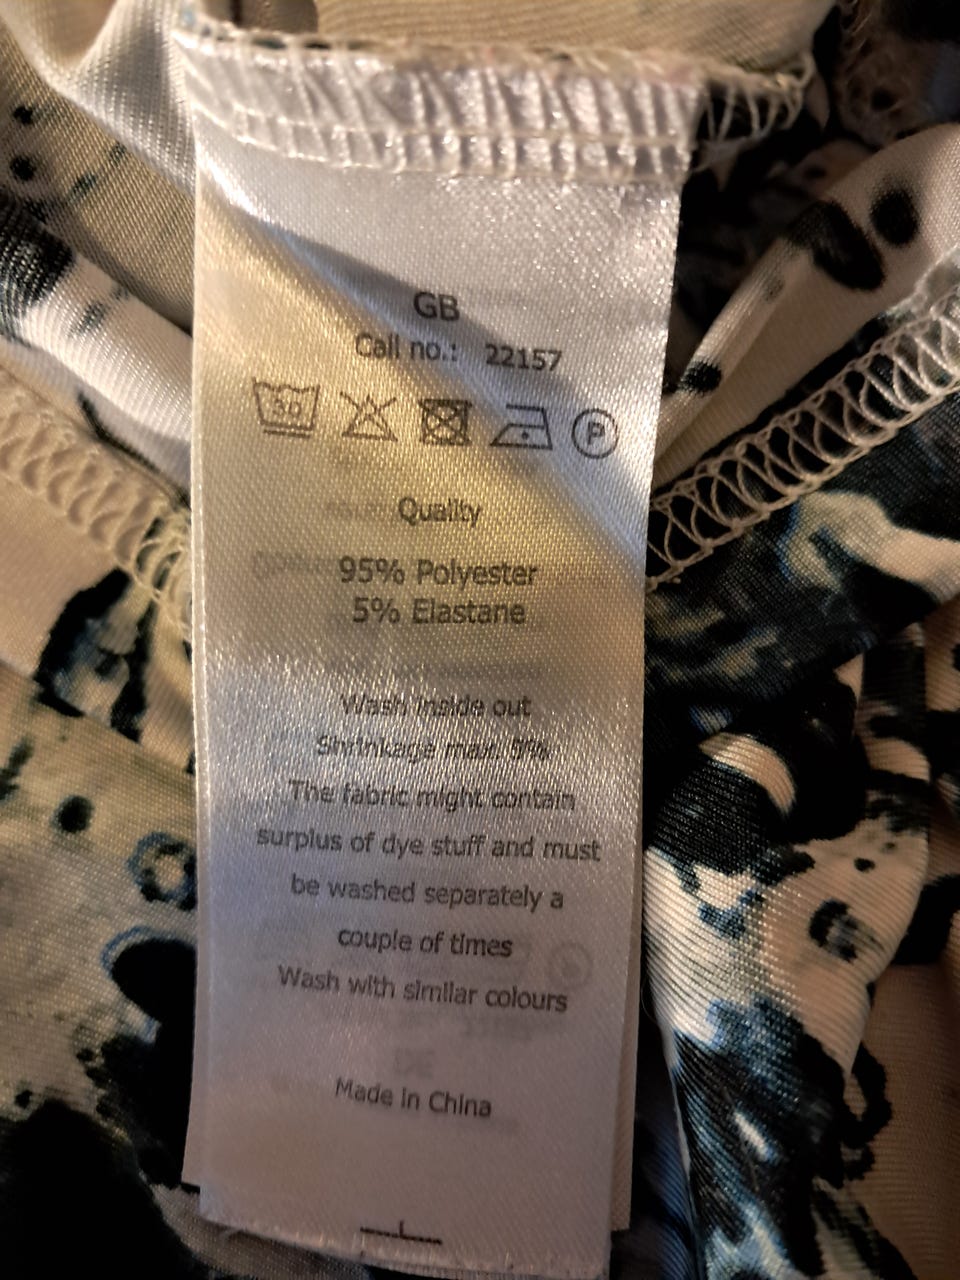 GB
Call no.: 22157
30
P
Quality
95% Polyester
5% Elastane
Wash inside out
Shrinkage max. 5%
The fabric might contain
surplus of dye stuff and must
be washed separately a
couple of times
Wash with similar colours
Made in China